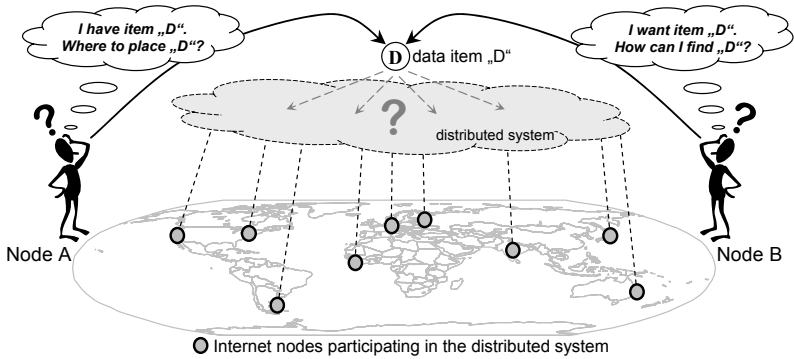 I have item „D“.
Where to place „D“?
I want item „D“.
How can I find „D“?
D data item „D“
?
?
?
distributed system
Node A
Node B
Internet nodes participating in the distributed system